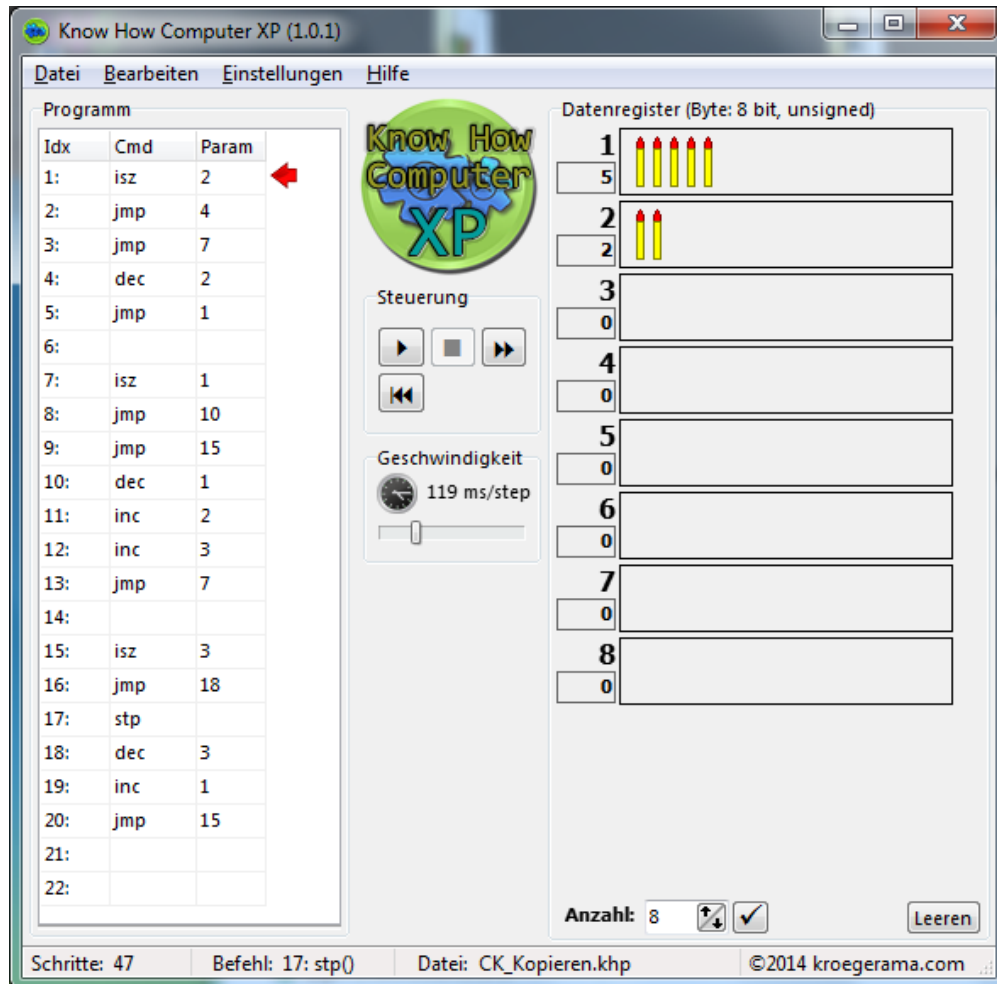 Know How Computer XP (1.0.1)
Datei Bearbeiten Einstellungen Hilfe
Programm
Idx Cmd Param
1: isz 2
2: jmp 4
3: jmp 7
4: dec 2
5: jmp 1
6:
7: isz 1
8: jmp 10
9: jmp 15
10: dec 1
11: inc 2
12: inc 3
13: jmp 7
14:
15: isz 3
16: jmp 18
17: stp
18: dec 3
19: inc 1
20: jmp 15
21:
22:
Know How
Computer
XP
Steuerung
Geschwindigkeit
119 ms/step
Datenregister (Byte: 8 bit, unsigned)
1
5
2
2
3
0
4
0
5
0
6
0
7
0
8
0
Anzahl: 8
Leeren
Schritte: 47 Befehl: 17: stp() Datei: CK_Kopieren.khp ©2014 kroegerama.com